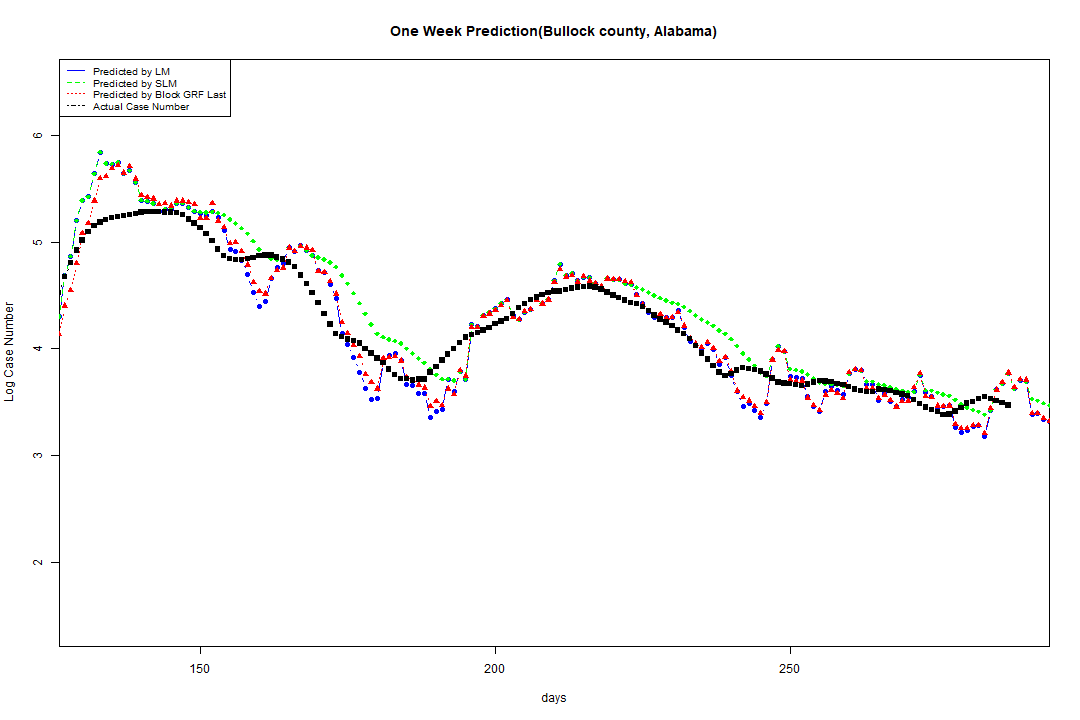 One Week Prediction(Bullock county, Alabama)
Predicted by LM
Predicted by SLM
Predicted by Block GRF Last
Actual Case Number
6
5
4
3
2
Log Case Number
150
200
250
days